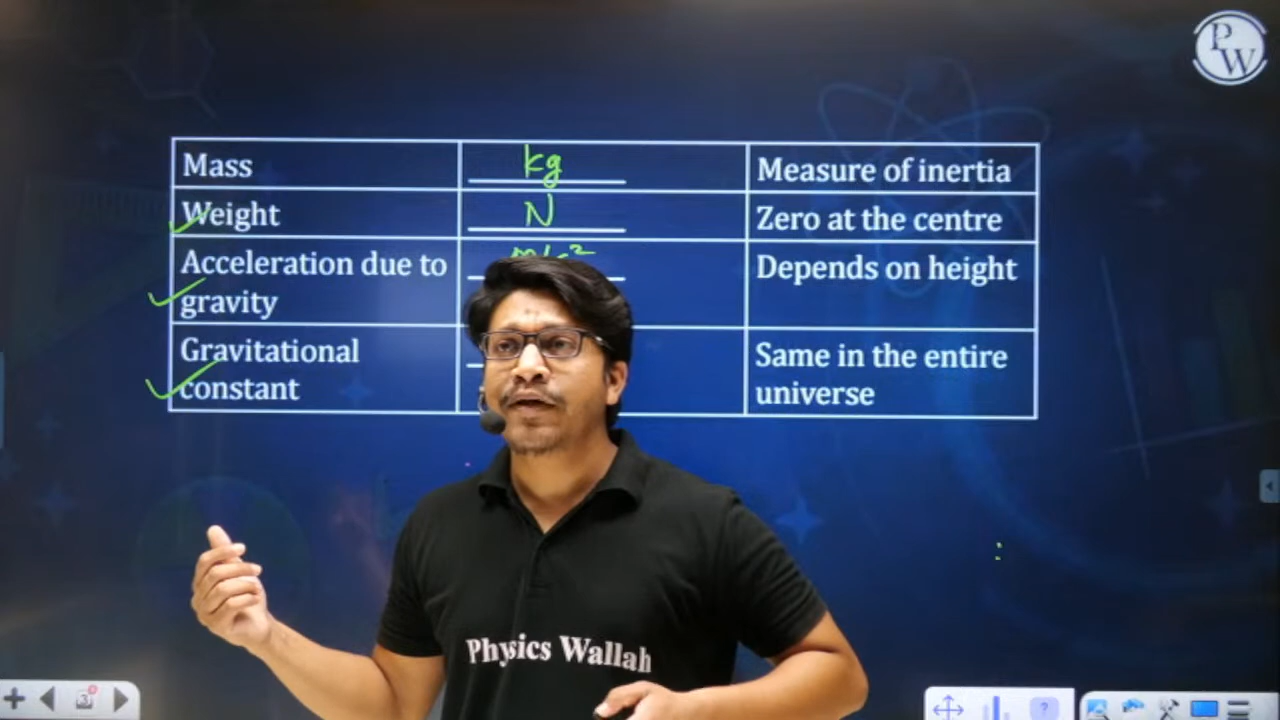 P
W
Mass kg Measure of inertia
Weight N Zero at the centre
Acceleration due to m/s² Depends on height
gravity
Gravitational Same in the entire
constant universe
Physics Wallah